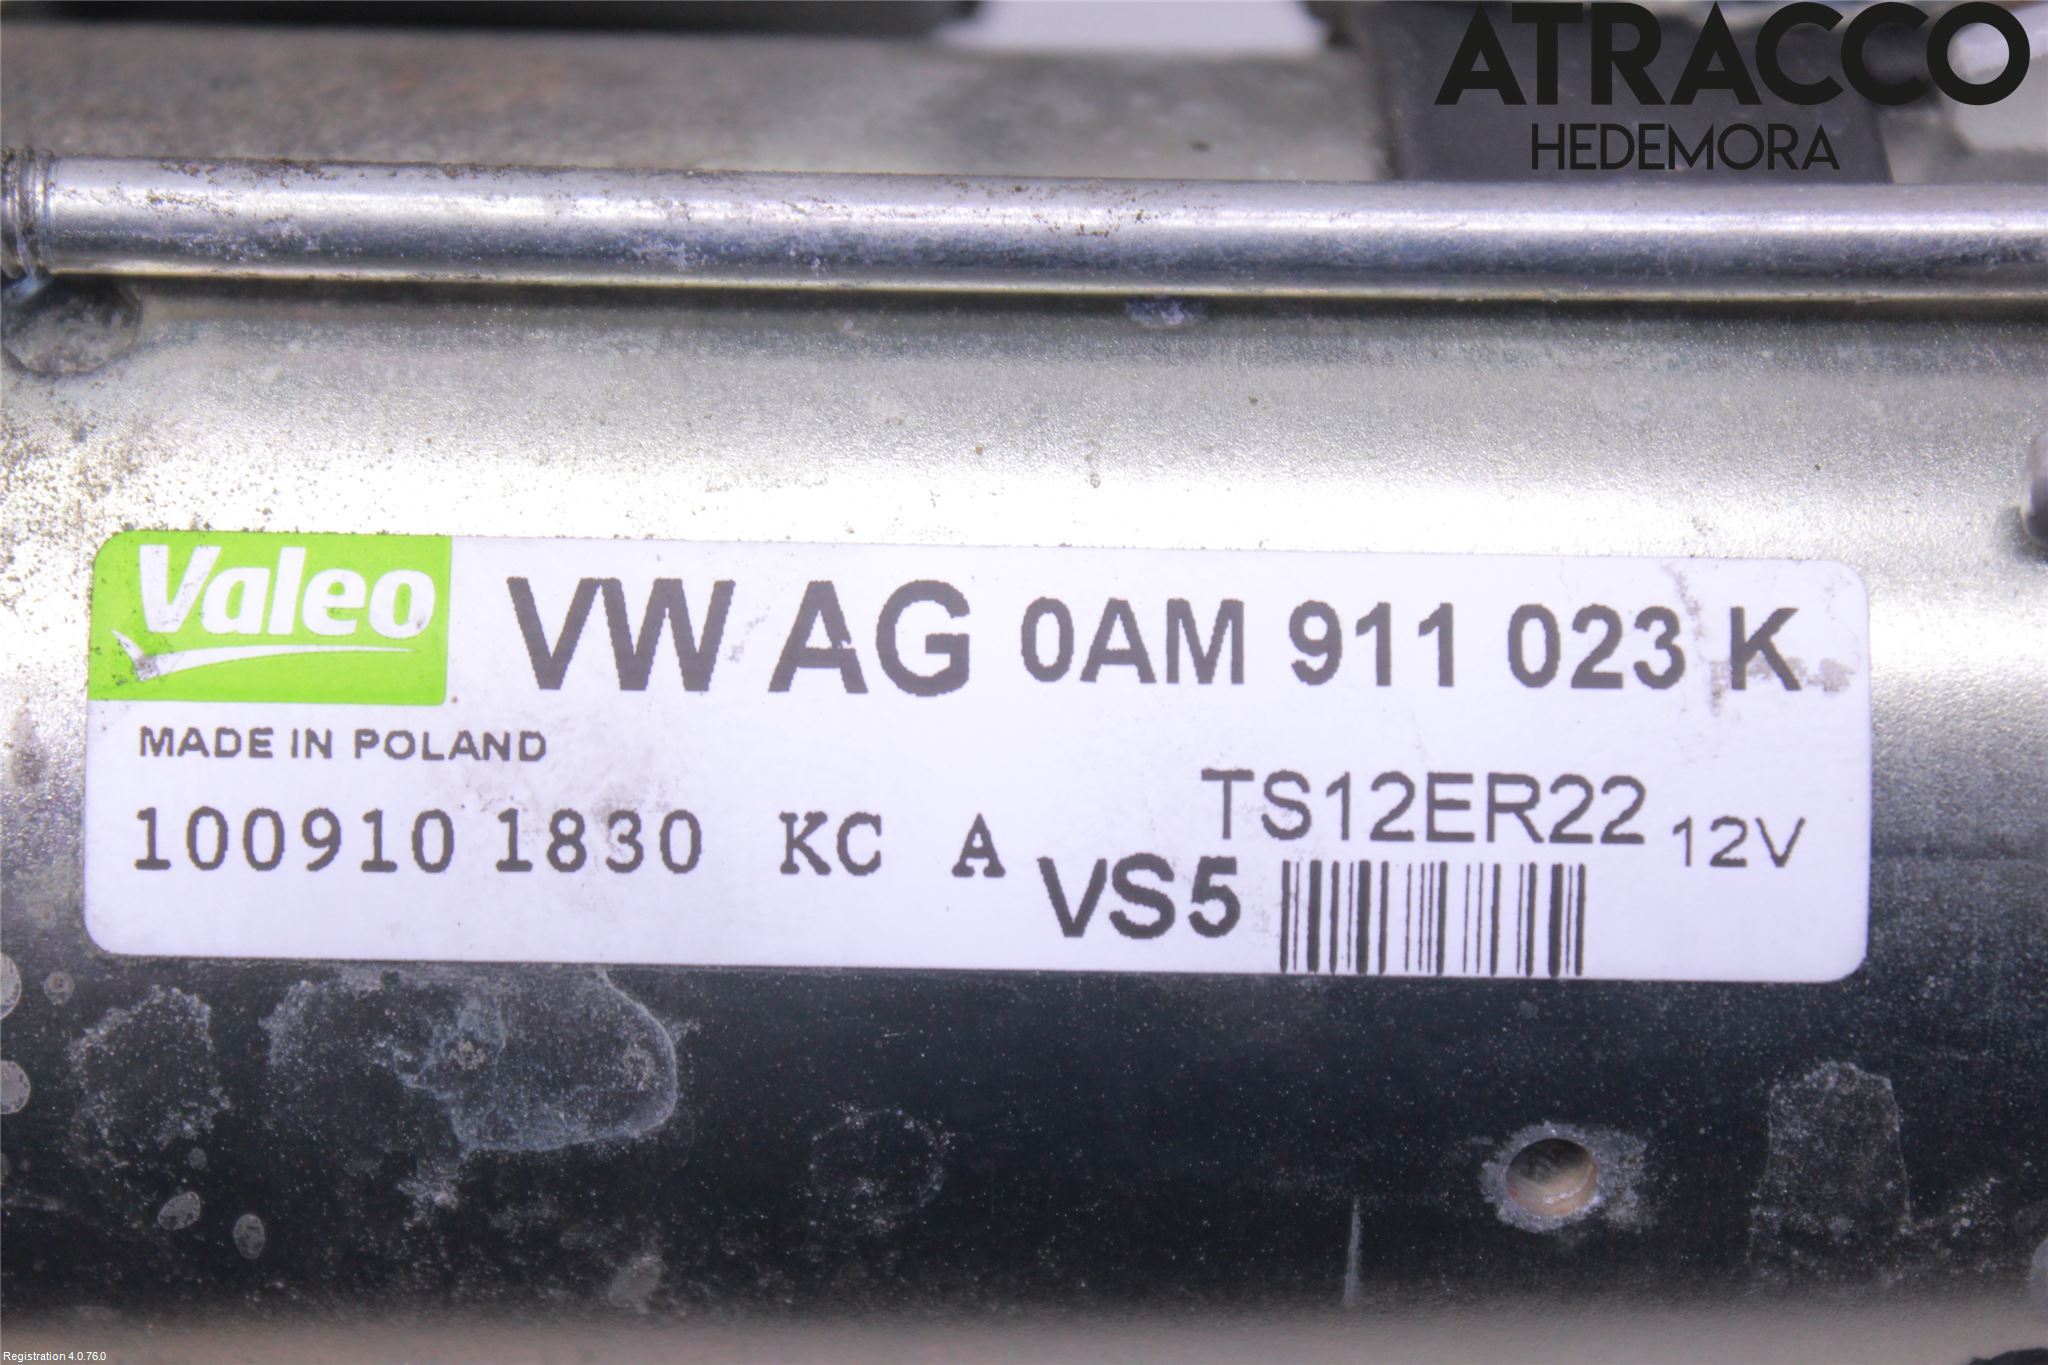 ATRACCO
HEDEMORA
Valeo VW AG 0AM 911 023 K
MADE IN POLAND
TS12ER22 12V
100910 1830 KC A
VS5
Registration 4.0.76.0